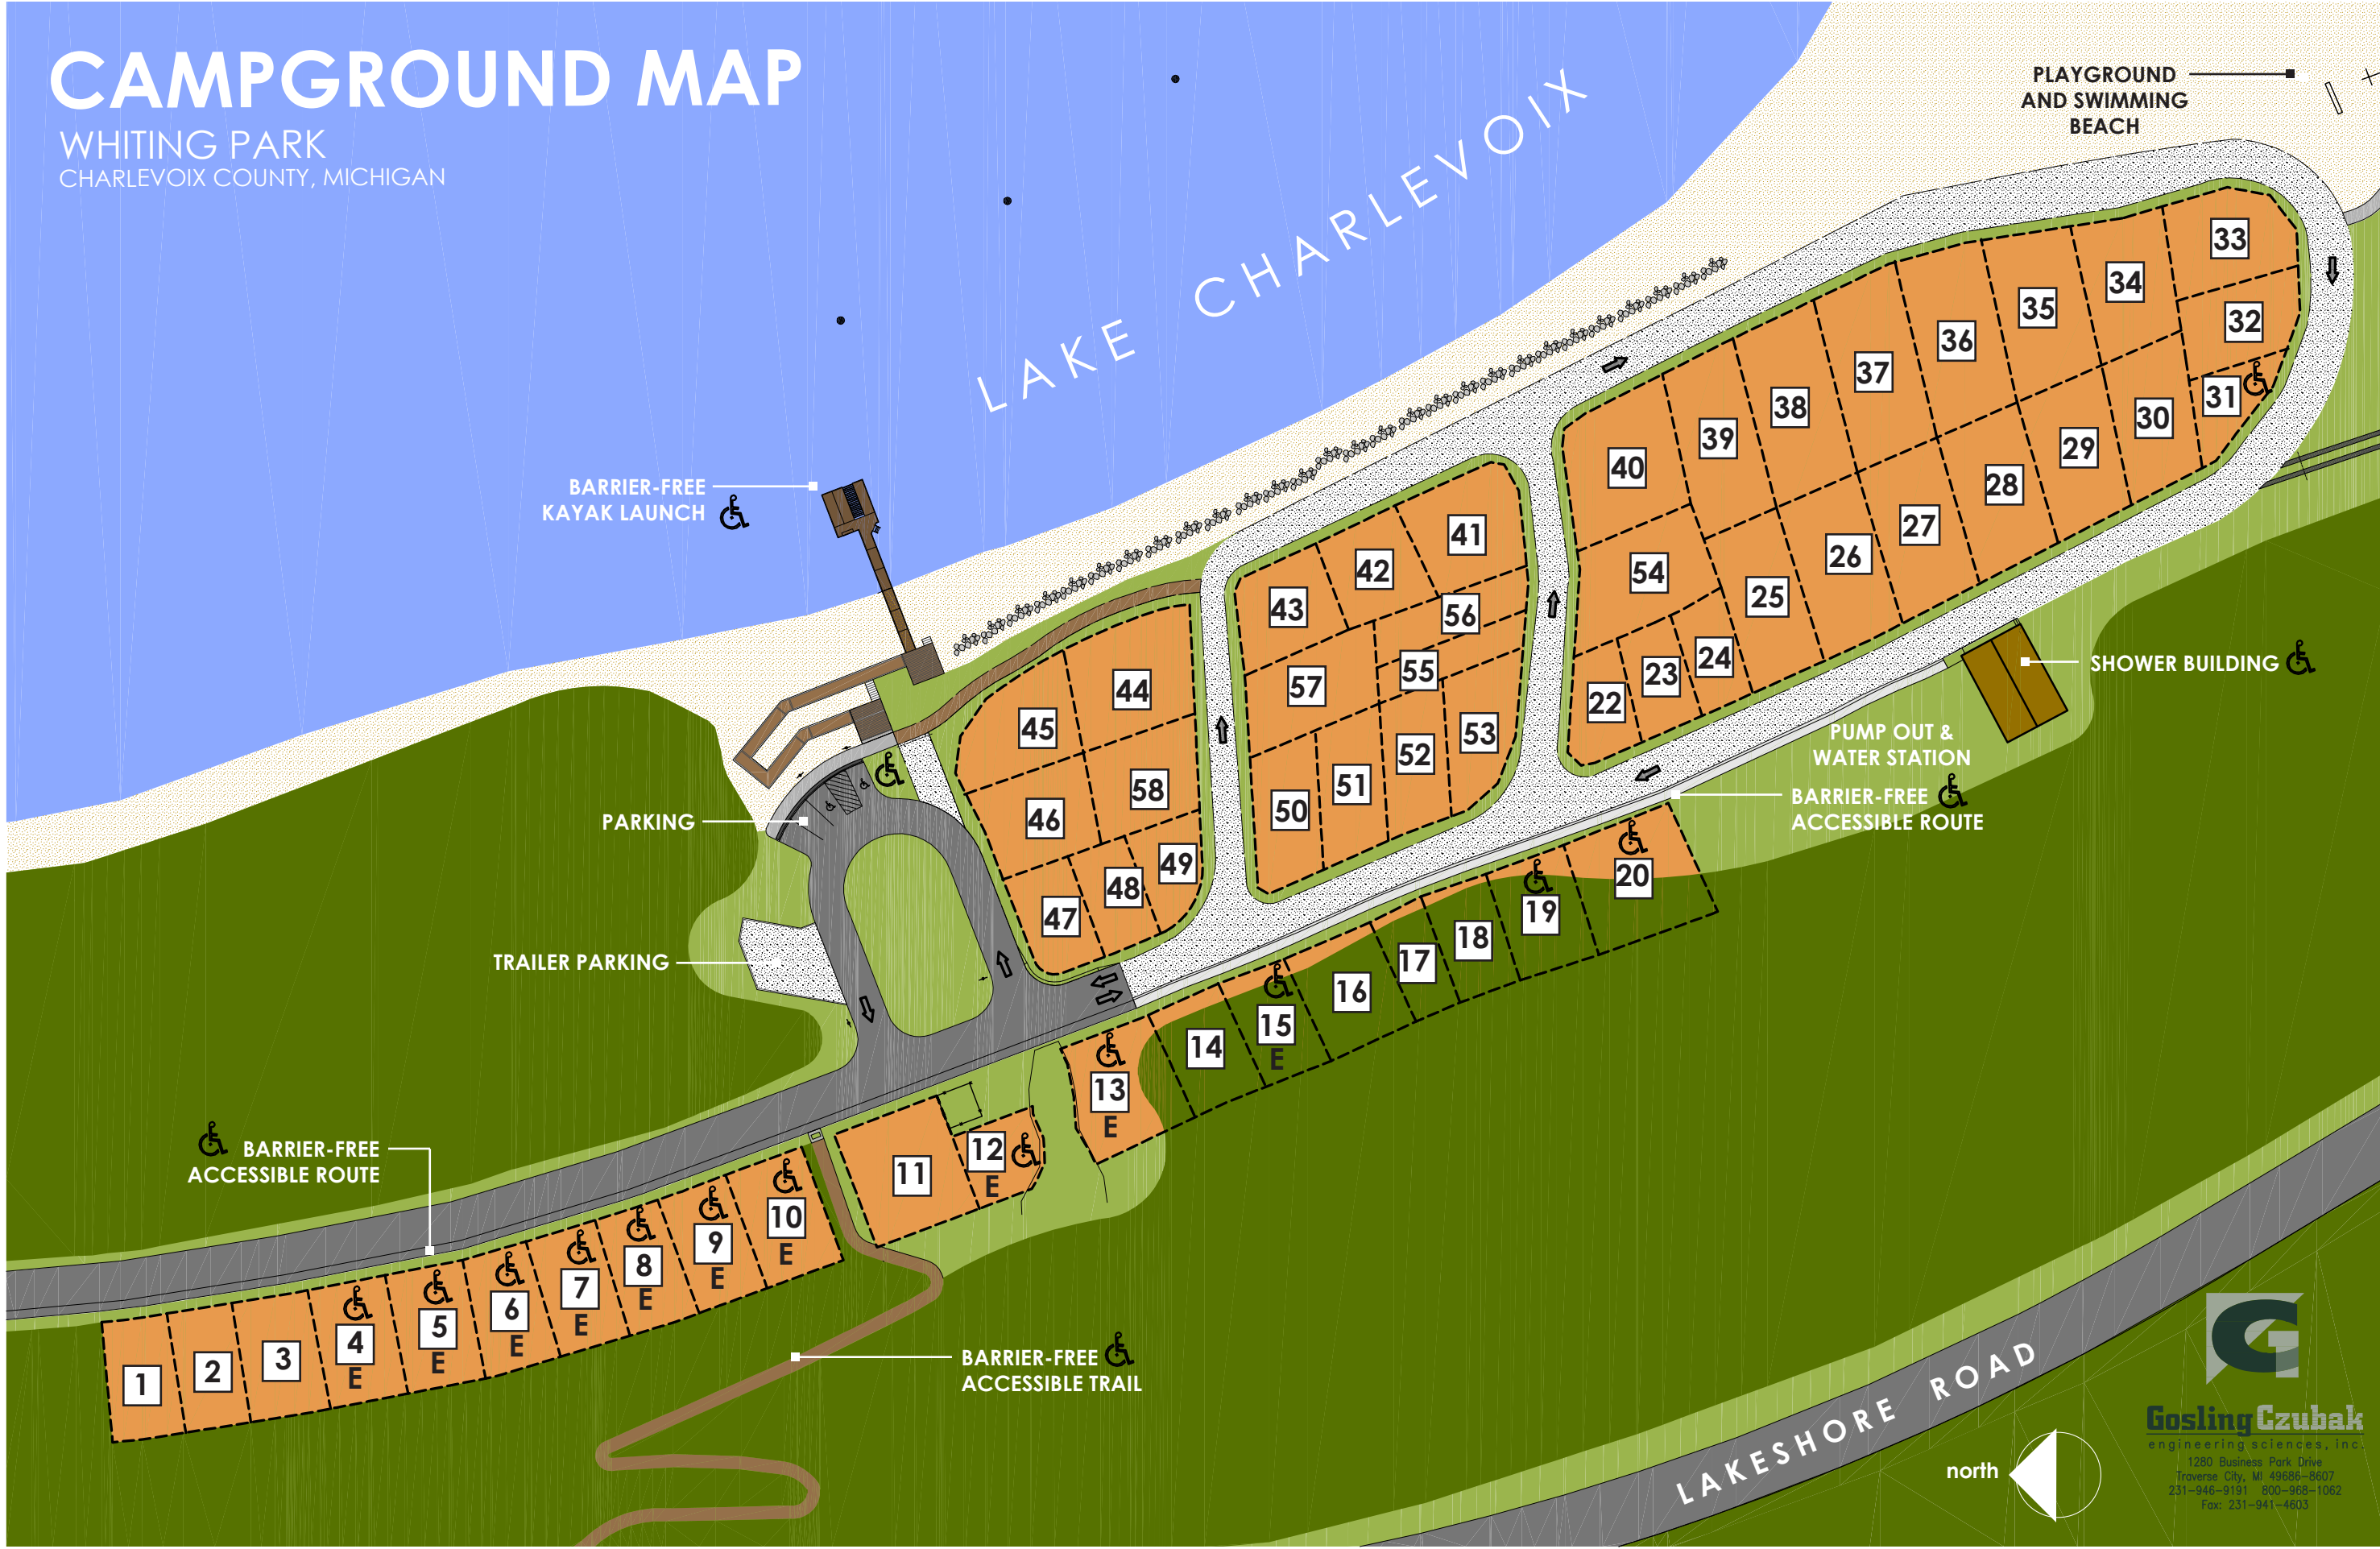 CAMPGROUND MAP
WHITING PARK
CHARLEVOIX COUNTY, MICHIGAN
LAKE CHARLEVOIX
PLAYGROUND
AND SWIMMING
BEACH
BARRIER-FREE
KAYAK LAUNCH
33
34
35
32
36
37
31
38
30
39
29
40
28
27
41
26
42
54
25
43
56
24
55
23
57
22
44
45
53
52
51
50
58
46
49
48
47
SHOWER BUILDING
PUMP OUT &
WATER STATION
BARRIER-FREE
ACCESSIBLE ROUTE
PARKING
TRAILER PARKING
20
19
18
17
16
15
E
14
13
E
12
E
11
10
E
9
E
8
E
7
E
6
E
5
E
4
E
3
2
1
BARRIER-FREE
ACCESSIBLE ROUTE
BARRIER-FREE
ACCESSIBLE TRAIL
LAKESHORE ROAD
north
G
Gosling Czubak
engineering sciences, inc.
1280 Business Park Drive
Traverse City, MI 49686-8607
231-946-9191 800-968-1062
Fax: 231-941-4603